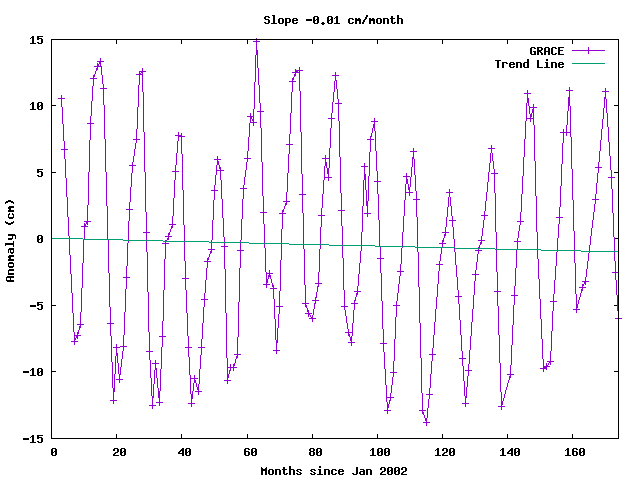 Slope -0.01 cm/month
GRACE
Trend Line
15
10
5
0
-5
-10
-15
Anomaly (cm)
0 20 40 60 80 100 120 140 160
Months since Jan 2002